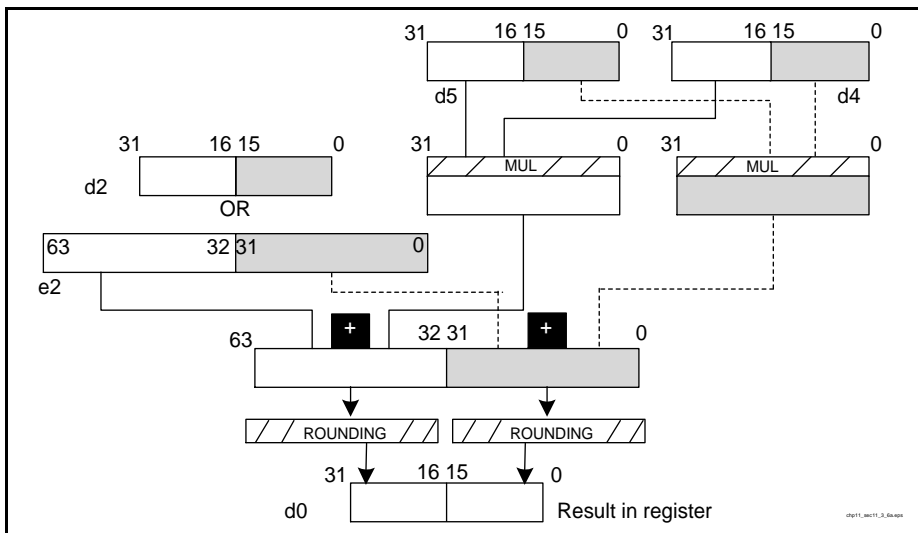 31 16 15 0 31 16 15 0
d5 d4
31 16 15 0 31 0 31 0
d2 MUL MUL
OR
63 32 31 0
e2
+ +
63 32 31 0
ROUNDING ROUNDING
31 16 15 0
d0 Result in register
chp11_sec11_3_6a.eps